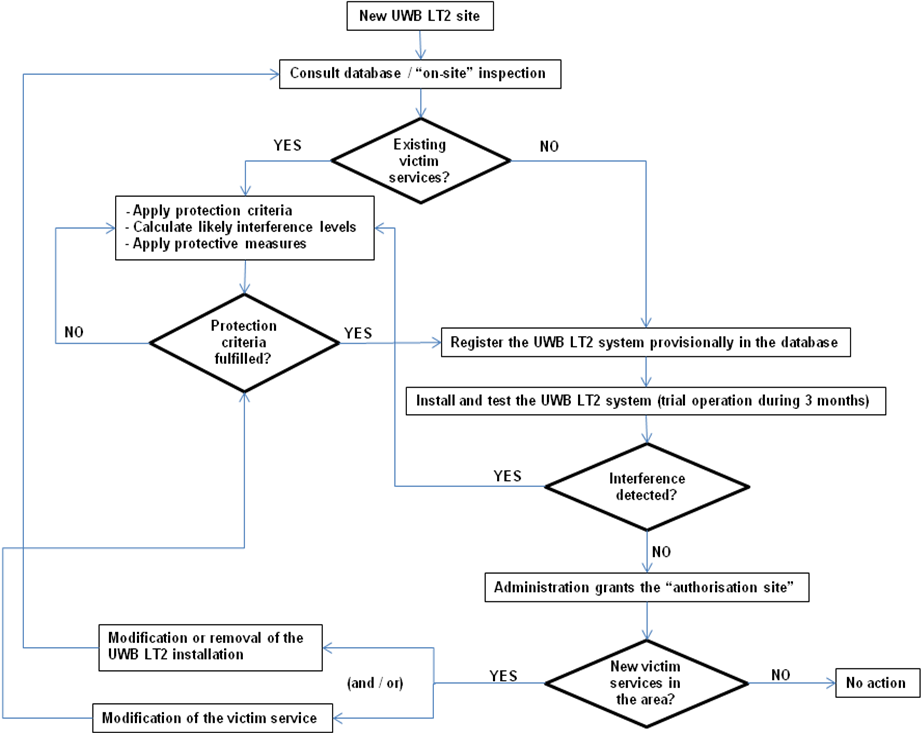 New UWB LT2 site
Consult database / “on-site” inspection
Existing
victim
services?
YES
NO
- Apply protection criteria
- Calculate likely interference levels
- Apply protective measures
Protection
criteria
fulfilled?
NO
YES
Register the UWB LT2 system provisionally in the database
Install and test the UWB LT2 system (trial operation during 3 months)
Interference
detected?
YES
NO
Administration grants the “authorisation site”
New victim
services in
the area?
YES
NO
No action
Modification or removal of the
UWB LT2 installation
(and / or)
Modification of the victim service